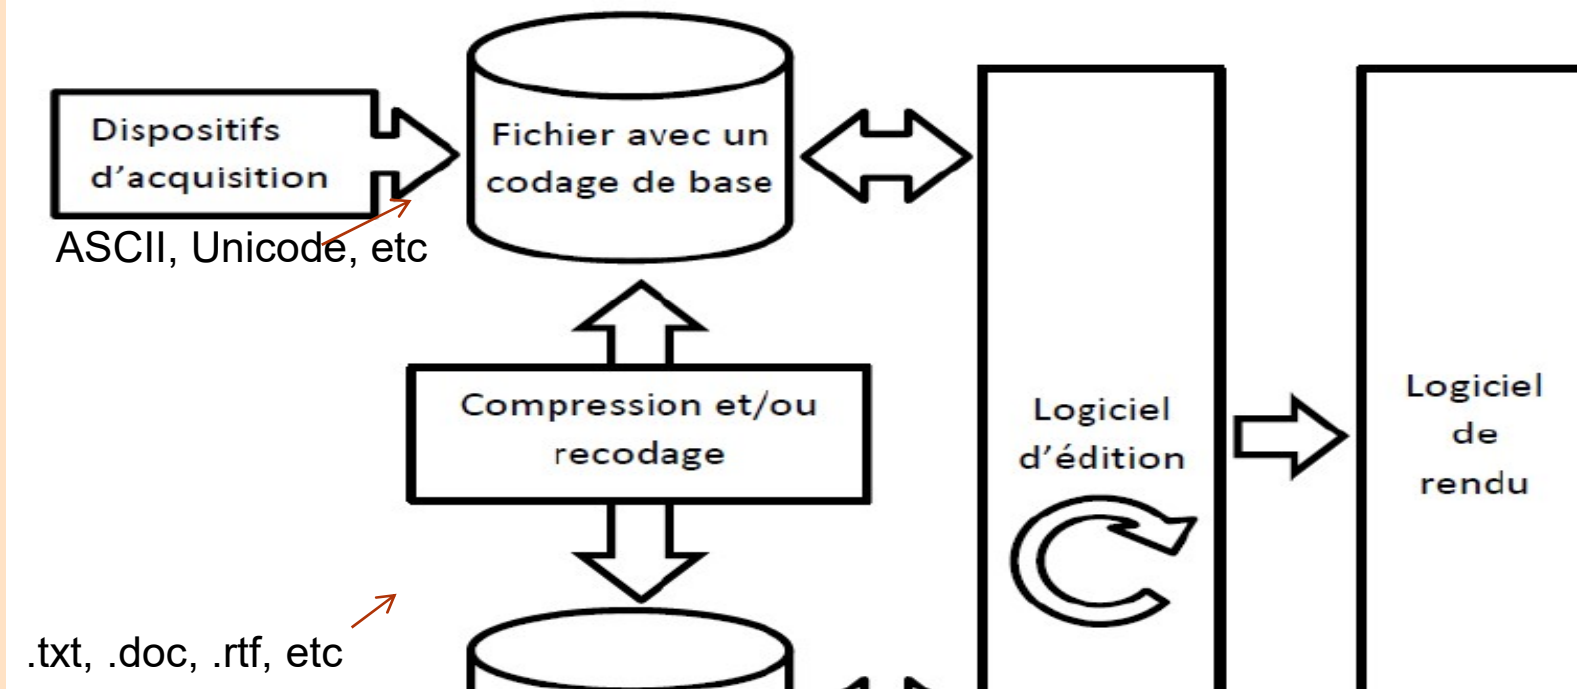 Dispositifs
d'acquisition
ASCII, Unicode, etc
Fichier avec un
codage de base
Compression et/ou
recodage
.txt, .doc, .rtf, etc
Logiciel
d'édition
Logiciel
de
rendu